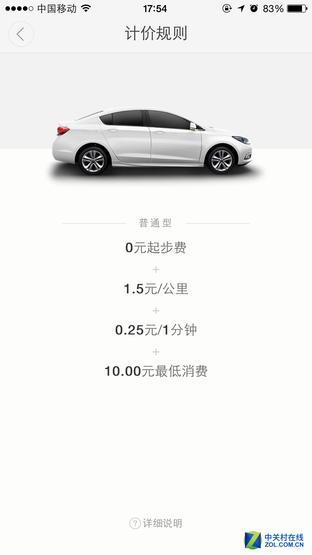 中国移动
17:54
83%
计价规则
普通型
0元起步费
+
1.5元/公里
+
0.25元/1分钟
+
10.00元最低消费
? 详细说明
Z 中关村在线
ZOL.COM.CN